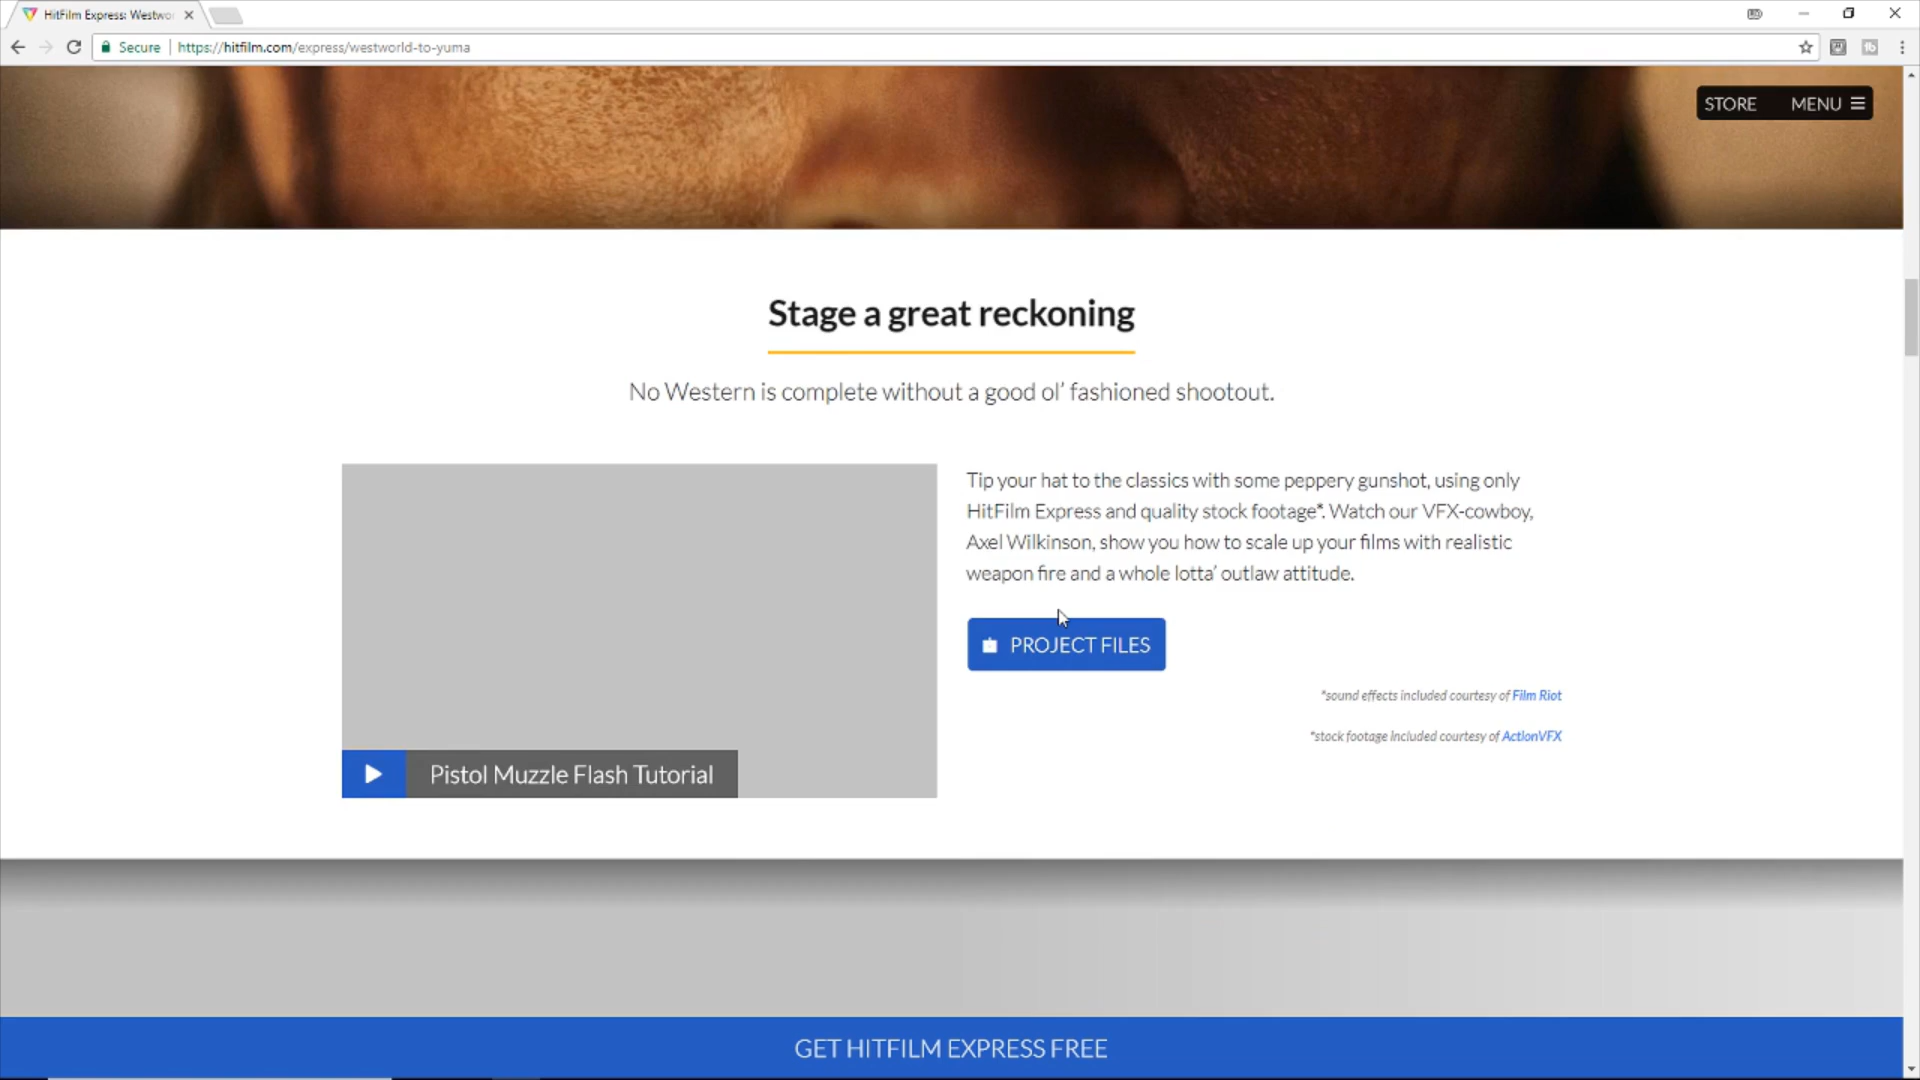 HitFilm Express: Westwo
Secure | https://hitfilm.com/express/westworld-to-yuma
STORE MENU
Stage a great reckoning
No Western is complete without a good ol’ fashioned shootout.
Tip your hat to the classics with some peppery gunshot, using only
HitFilm Express and quality stock footage*. Watch our VFX-cowboy,
Axel Wilkinson, show you how to scale up your films with realistic
weapon fire and a whole lotta’ outlaw attitude.
PROJECT FILES
*sound effects included courtesy of Film Riot
*stock footage included courtesy of ActionVFX
Pistol Muzzle Flash Tutorial
GET HITFILM EXPRESS FREE